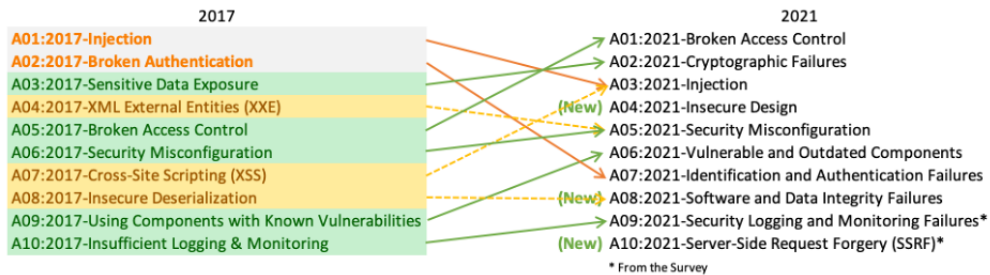 2017 2021
A01:2017-Injection A01:2021-Broken Access Control
A02:2017-Broken Authentication A02:2021-Cryptographic Failures
A03:2017-Sensitive Data Exposure A03:2021-Injection
A04:2017-XML External Entities (XXE) (New) A04:2021-Insecure Design
A05:2017-Broken Access Control A05:2021-Security Misconfiguration
A06:2017-Security Misconfiguration A06:2021-Vulnerable and Outdated Components
A07:2017-Cross-Site Scripting (XSS) A07:2021-Identification and Authentication Failures
A08:2017-Insecure Deserialization (New) A08:2021-Software and Data Integrity Failures
A09:2017-Using Components with Known Vulnerabilities A09:2021-Security Logging and Monitoring Failures*
A10:2017-Insufficient Logging & Monitoring (New) A10:2021-Server-Side Request Forgery (SSRF)*
* From the Survey